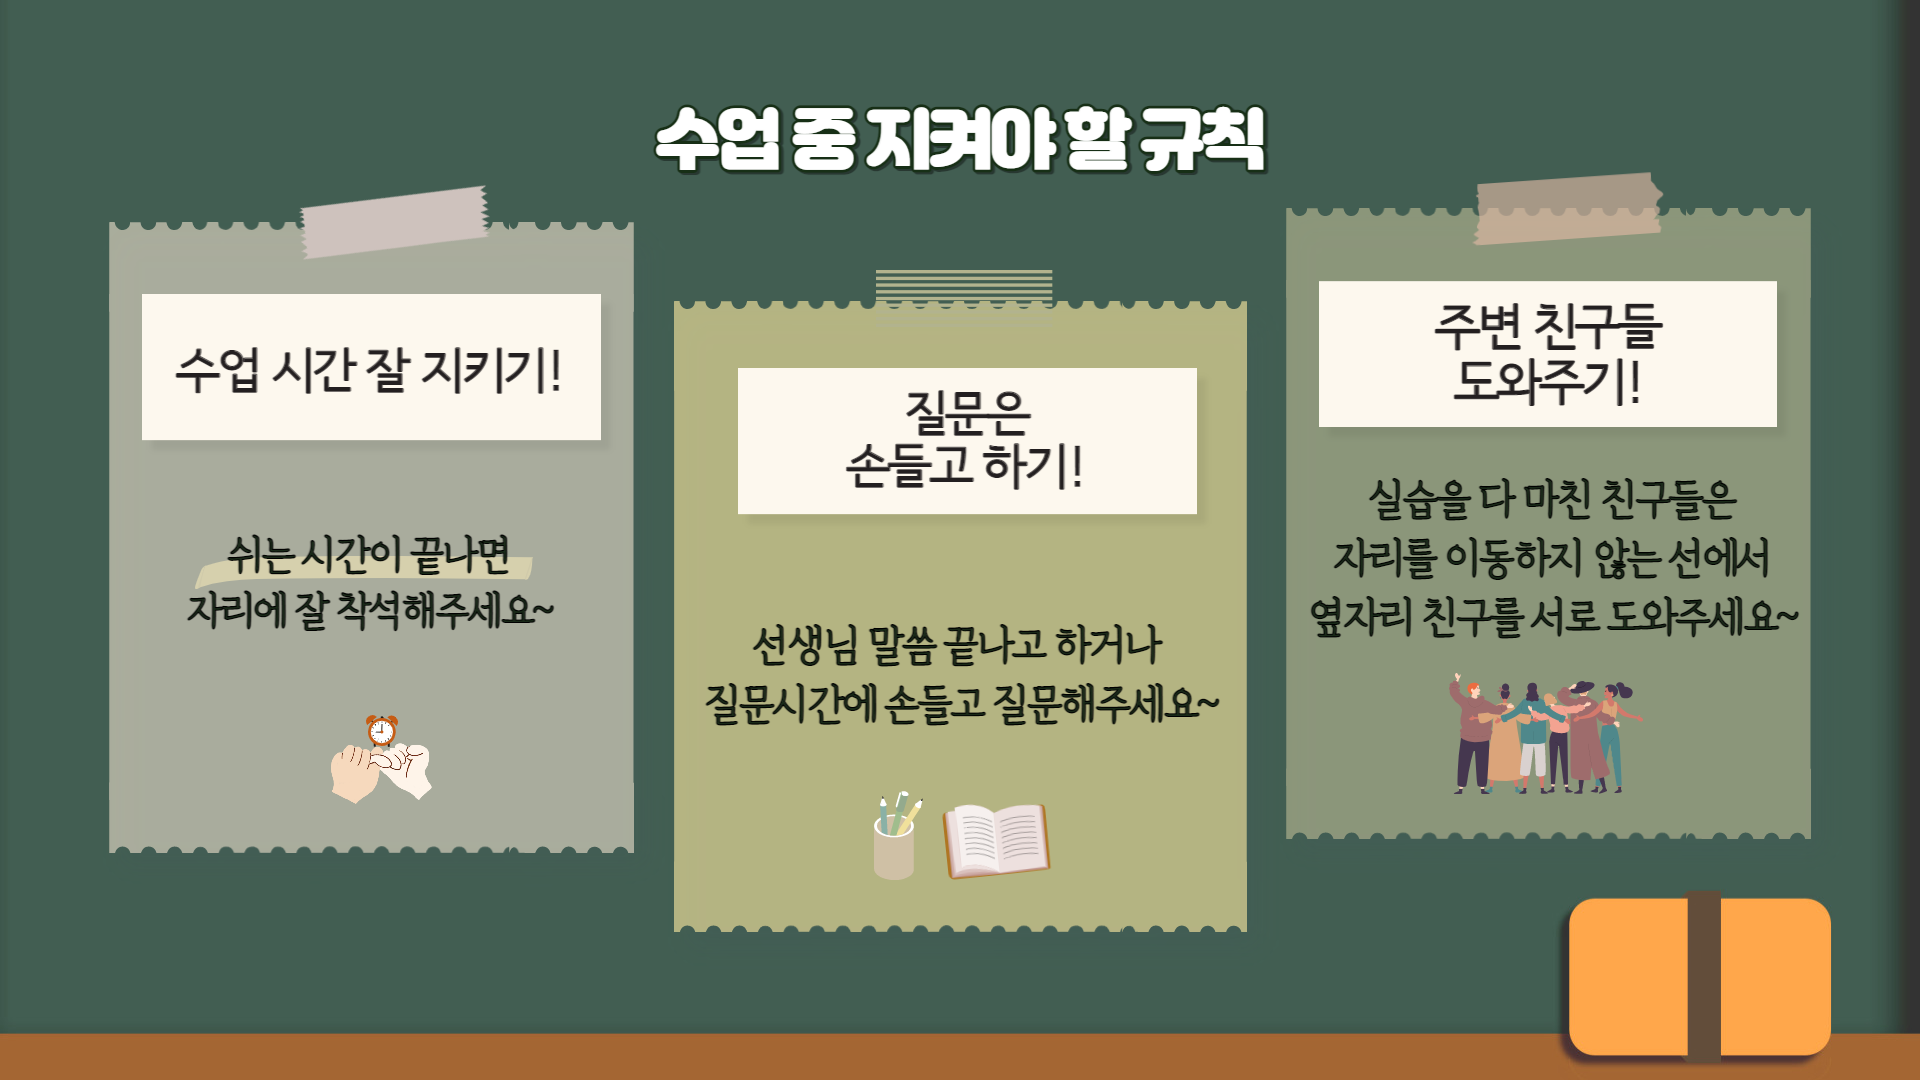 수업 중 지켜야 할 규칙
수업 시간 잘 지키기!
쉬는 시간이 끝나면
자리에 잘 착석해주세요~
질문은
손들고 하기!
선생님 말씀 끝나고 하거나
질문시간에 손들고 질문해주세요~
주변 친구들
도와주기!
실습을 다 마친 친구들은
자리를 이동하지 않는 선에서
옆자리 친구를 서로 도와주세요~